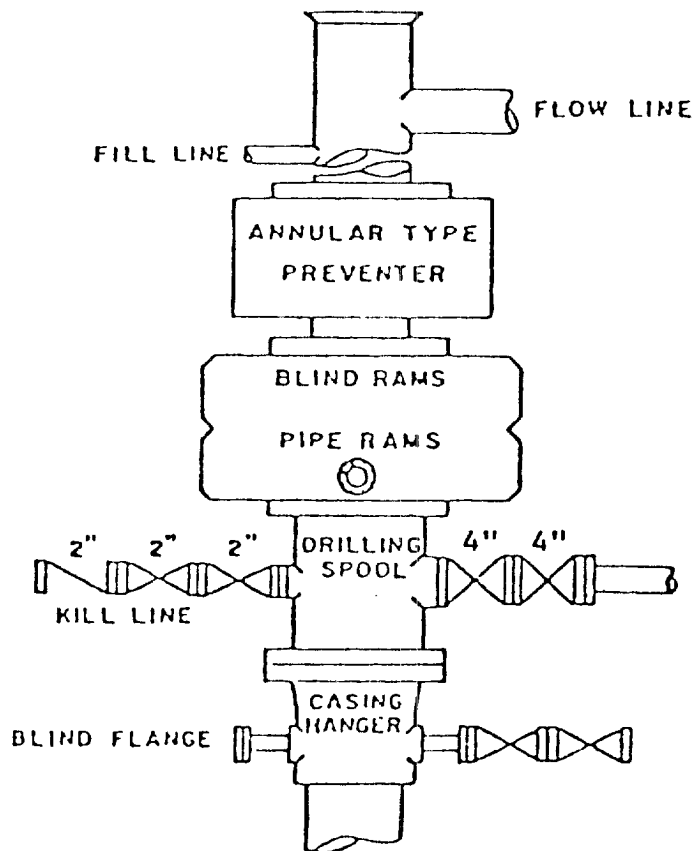 FLOW LINE
FILL LINE
ANNULAR TYPE
PREVENTER
BLIND RAMS
PIPE RAMS
2" 2" 2"
DRILLING
SPOOL
4" 4"
KILL LINE
CASING
HANGER
BLIND FLANGE